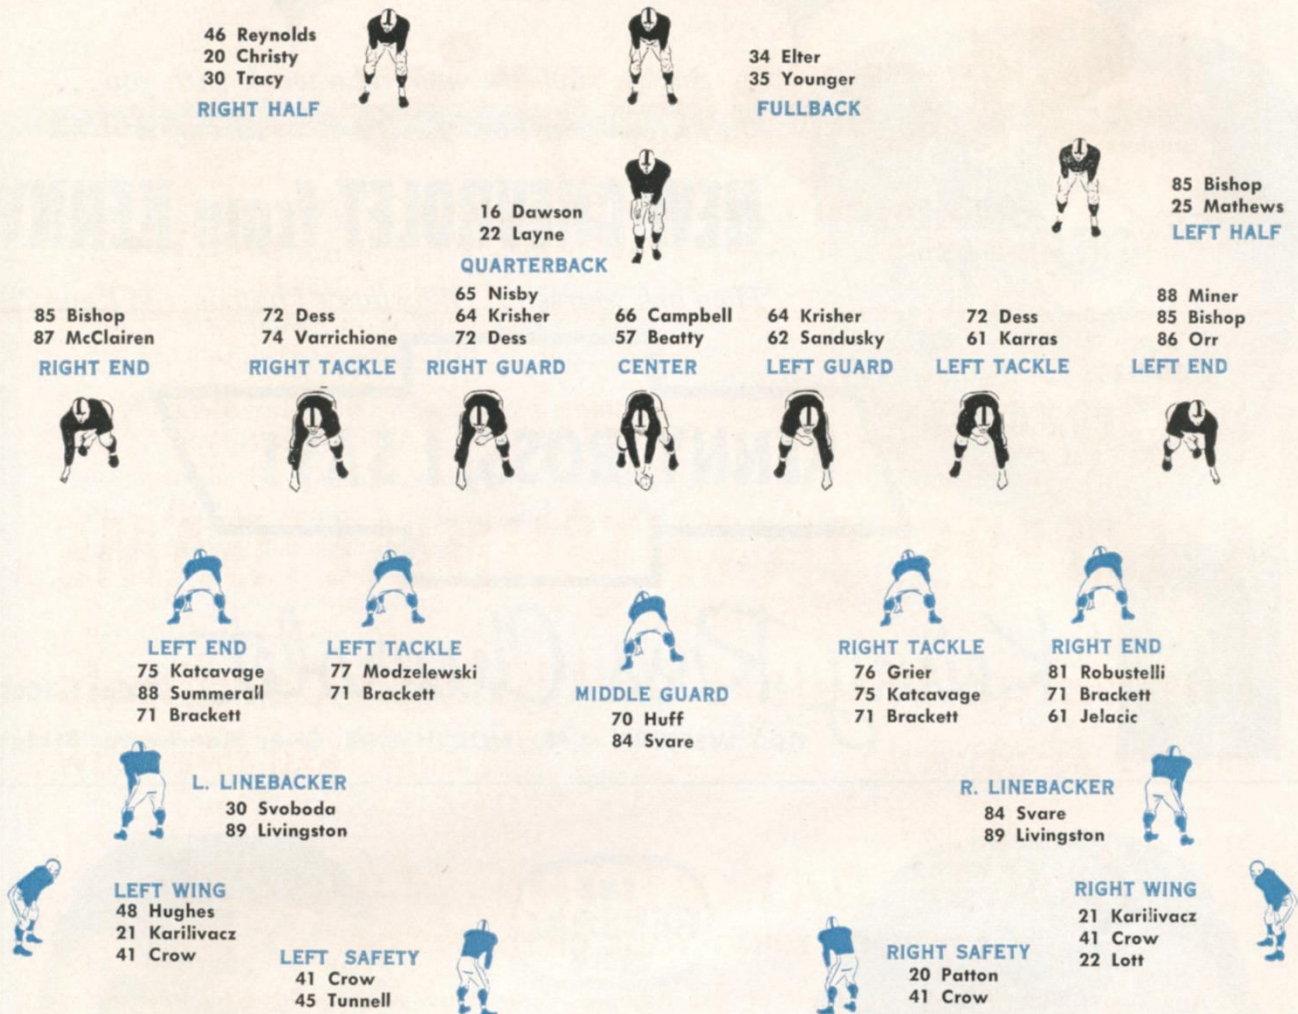 46 Reynolds
20 Christy
30 Tracy
RIGHT HALF
34 Elter
35 Younger
FULLBACK
85 Bishop
25 Mathews
LEFT HALF
16 Dawson
22 Layne
QUARTERBACK
85 Bishop
87 McClairen
RIGHT END
72 Dess
74 Varrichione
RIGHT TACKLE
65 Nisby
64 Krisher
72 Dess
RIGHT GUARD
66 Campbell
57 Beatty
CENTER
64 Krisher
62 Sandusky
LEFT GUARD
72 Dess
61 Karras
LEFT TACKLE
88 Miner
85 Bishop
86 Orr
LEFT END
LEFT END
75 Katcavage
88 Summerall
71 Brackett
LEFT TACKLE
77 Modzelewski
71 Brackett
MIDDLE GUARD
70 Huff
84 Svare
RIGHT TACKLE
76 Grier
75 Katcavage
71 Brackett
RIGHT END
81 Robustelli
71 Brackett
61 Jelacic
L. LINEBACKER
30 Svoboda
89 Livingston
R. LINEBACKER
84 Svare
89 Livingston
LEFT WING
48 Hughes
21 Karilivacz
41 Crow
LEFT SAFETY
41 Crow
45 Tunnell
RIGHT SAFETY
20 Patton
41 Crow
RIGHT WING
21 Karilivacz
41 Crow
22 Lott